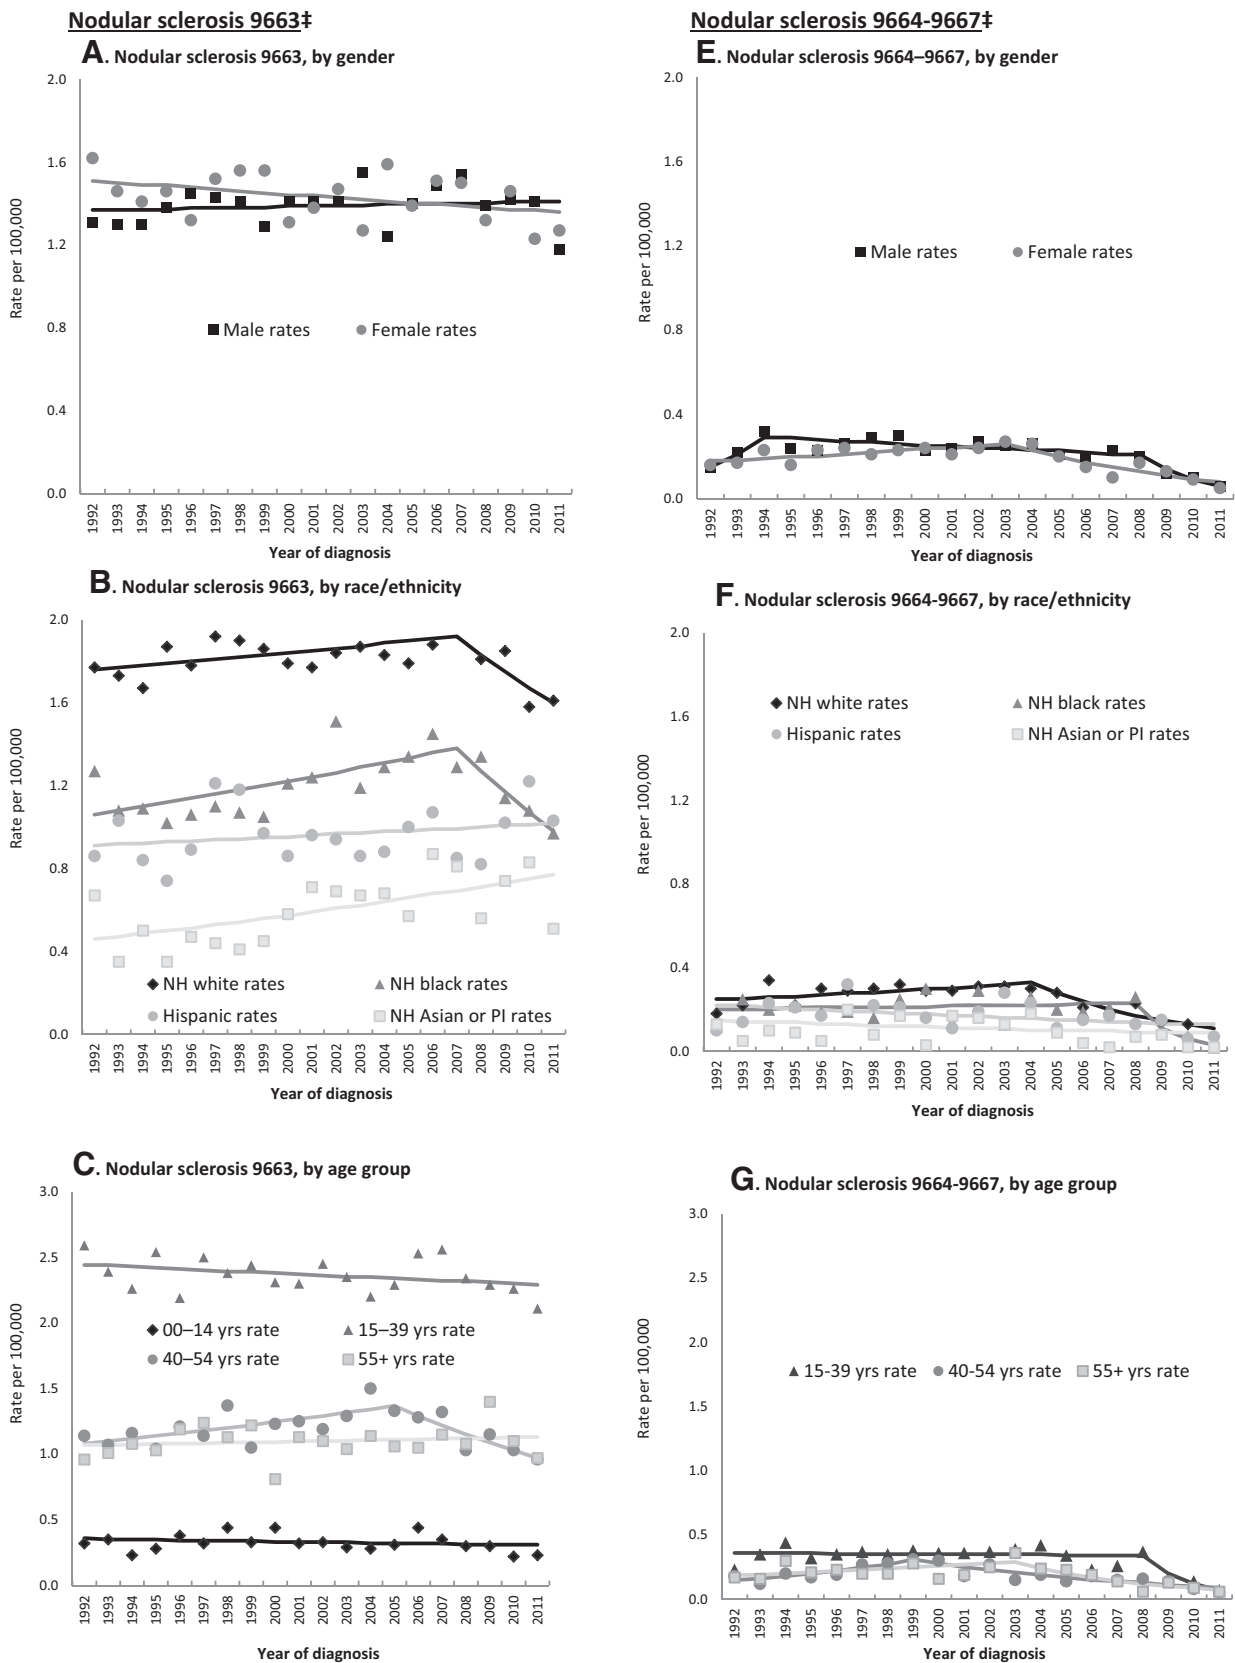 Nodular sclerosis 9663‡
A. Nodular sclerosis 9663, by gender
2.0
1.6
1.2
0.8
0.4
0.0
Rate per 100,000
Male rates
Female rates
1992 1993 1994 1995 1996 1997 1998 1999 2000 2001 2002 2003 2004 2005 2006 2007 2008 2009 2010 2011
Year of diagnosis
B. Nodular sclerosis 9663, by race/ethnicity
2.0
1.6
1.2
0.8
0.4
0.0
Rate per 100,000
NH white rates
NH black rates
Hispanic rates
NH Asian or PI rates
1992 1993 1994 1995 1996 1997 1998 1999 2000 2001 2002 2003 2004 2005 2006 2007 2008 2009 2010 2011
Year of diagnosis
C. Nodular sclerosis 9663, by age group
3.0
2.5
2.0
1.5
1.0
0.5
0.0
Rate per 100,000
00–14 yrs rate
15–39 yrs rate
40–54 yrs rate
55+ yrs rate
1992 1993 1994 1995 1996 1997 1998 1999 2000 2001 2002 2003 2004 2005 2006 2007 2008 2009 2010 2011
Year of diagnosis
Nodular sclerosis 9664-9667‡
E. Nodular sclerosis 9664–9667, by gender
2.0
1.6
1.2
0.8
0.4
0.0
Rate per 100,000
Male rates
Female rates
1992 1993 1994 1995 1996 1997 1998 1999 2000 2001 2002 2003 2004 2005 2006 2007 2008 2009 2010 2011
Year of diagnosis
F. Nodular sclerosis 9664-9667, by race/ethnicity
2.0
1.6
1.2
0.8
0.4
0.0
Rate per 100,000
NH white rates
NH black rates
Hispanic rates
NH Asian or PI rates
1992 1993 1994 1995 1996 1997 1998 1999 2000 2001 2002 2003 2004 2005 2006 2007 2008 2009 2010 2011
Year of diagnosis
G. Nodular sclerosis 9664-9667, by age group
3.0
2.5
2.0
1.5
1.0
0.5
0.0
Rate per 100,000
15-39 yrs rate
40-54 yrs rate
55+ yrs rate
1992 1993 1994 1995 1996 1997 1998 1999 2000 2001 2002 2003 2004 2005 2006 2007 2008 2009 2010 2011
Year of diagnosis